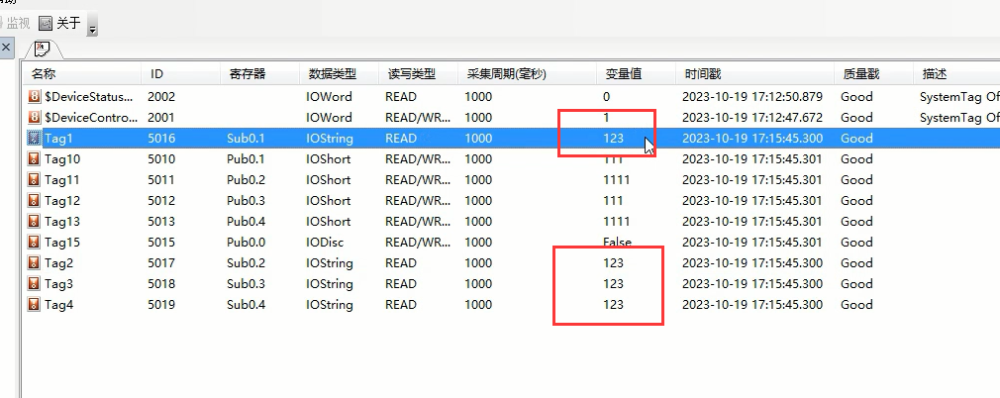 监视 关于
名称 ID 寄存器 数据类型 读写类型 采集周期(毫秒) 变量值 时间戳 质量戳 描述
$DeviceStatus... 2002 IOWord READ 1000 0 2023-10-19 17:12:50.879 Good SystemTag Of
$DeviceContro... 2001 IOWord READ/WR... 1000 1 2023-10-19 17:12:47.672 Good SystemTag Of
Tag1 5016 Sub0.1 IOString READ 1000 123 2023-10-19 17:15:45.300 Good
Tag10 5010 Pub0.1 IOShort READ/WR... 1000 111 2023-10-19 17:15:45.301 Good
Tag11 5011 Pub0.2 IOShort READ/WR... 1000 1111 2023-10-19 17:15:45.301 Good
Tag12 5012 Pub0.3 IOShort READ/WR... 1000 111 2023-10-19 17:15:45.301 Good
Tag13 5013 Pub0.4 IOShort READ/WR... 1000 1111 2023-10-19 17:15:45.301 Good
Tag15 5015 Pub0.0 IODisc READ/WR... 1000 False 2023-10-19 17:15:45.301 Good
Tag2 5017 Sub0.2 IOString READ 1000 123 2023-10-19 17:15:45.300 Good
Tag3 5018 Sub0.3 IOString READ 1000 123 2023-10-19 17:15:45.300 Good
Tag4 5019 Sub0.4 IOString READ 1000 123 2023-10-19 17:15:45.300 Good